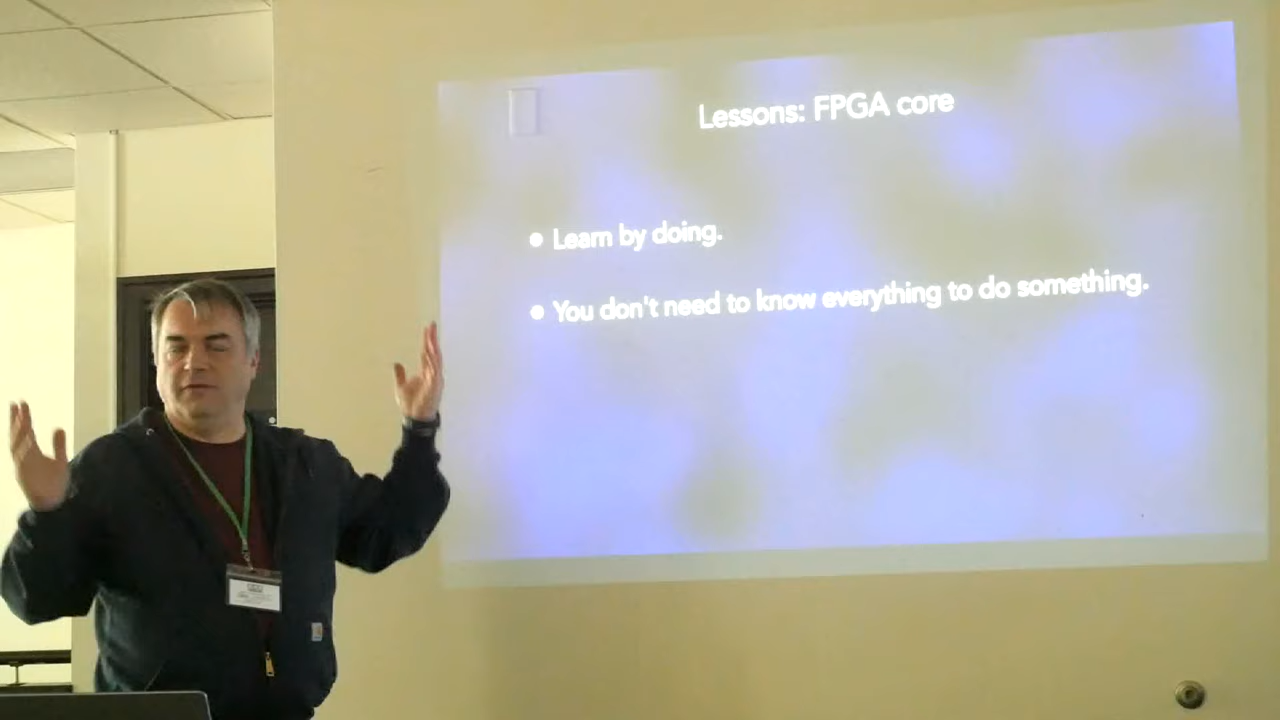 Lessons: FPGA core
• Learn by doing.
• You don't need to know everything to do something.